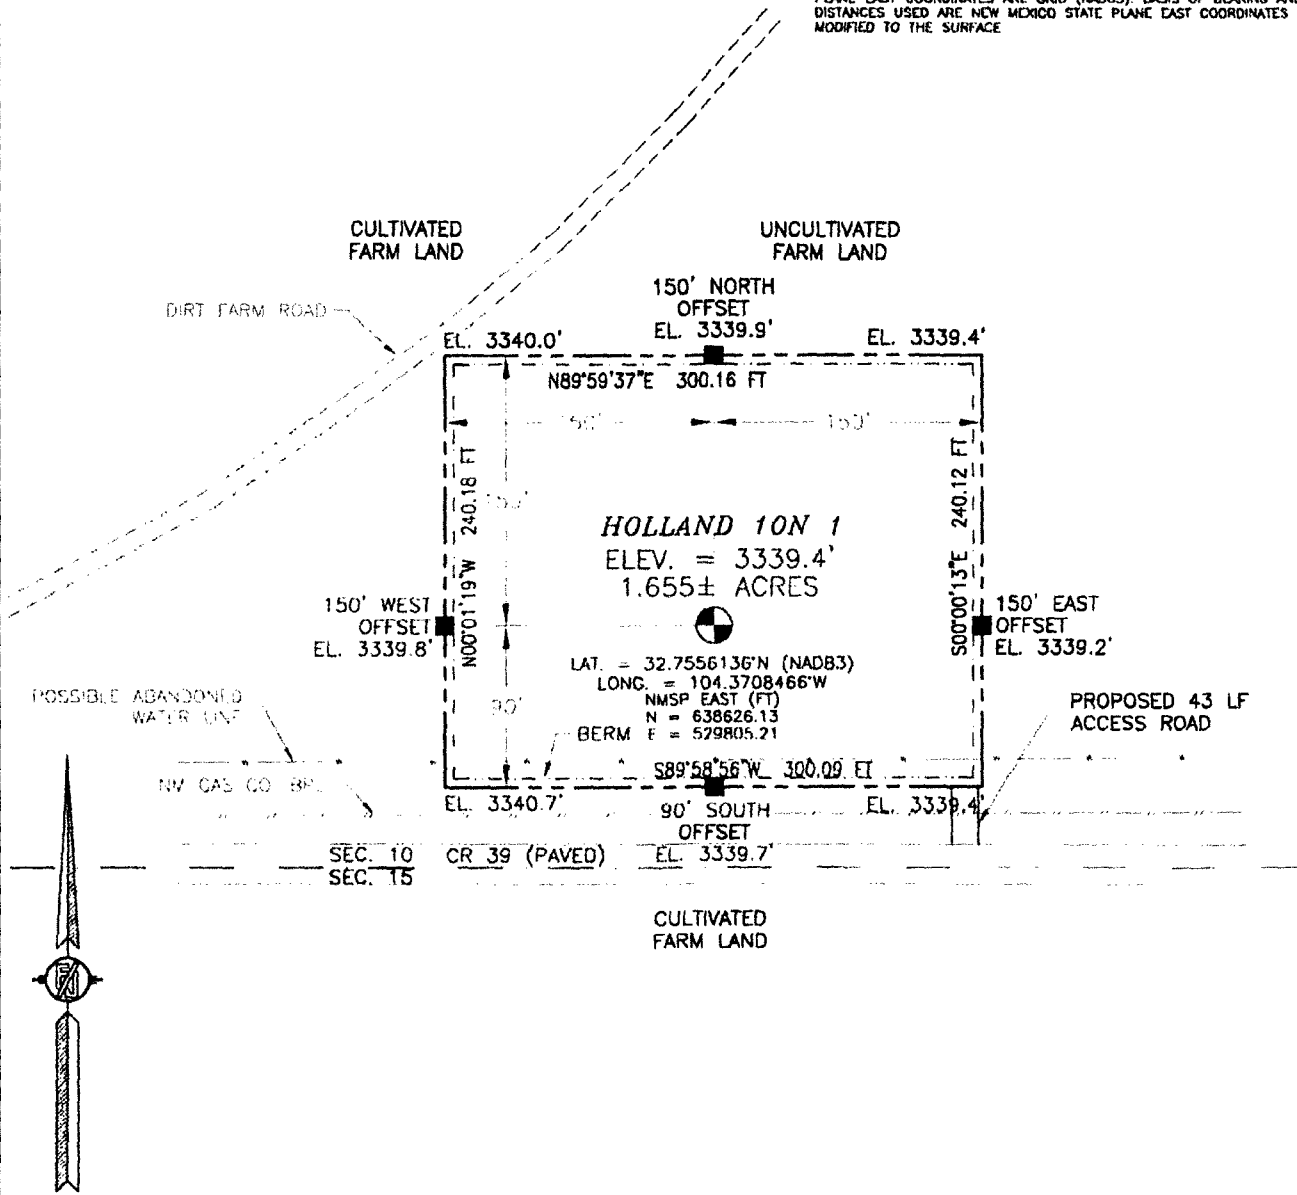 DISTANCES USED ARE NEW MEXICO STATE PLANE EAST COORDINATES
MODIFIED TO THE SURFACE
CULTIVATED
FARM LAND
UNCULTIVATED
FARM LAND
150' NORTH
OFFSET
EL. 3339.9'
DIRT FARM ROAD
EL. 3340.0'
EL. 3339.4'
N89°59'37"E 300.16 FT
150'
150'
150'
N00°01'19"W 240.18 FT
S00°00'13"E 240.12 FT
HOLLAND 10N 1
ELEV. = 3339.4'
1.655± ACRES
150' WEST
OFFSET
EL. 3339.8'
150' EAST
OFFSET
EL. 3339.2'
LAT. = 32.7556136°N (NAD83)
LONG. = 104.3708466°W
NMSP EAST (FT)
N = 638626.13
E = 529805.21
90'
BERM
POSSIBLE ABANDONED
WATER LINE
PROPOSED 43 LF
ACCESS ROAD
NM GAS CO
S89°58'56"W 300.09 FT
EL. 3340.7'
90' SOUTH
OFFSET
EL. 3339.7'
EL. 3339.4'
SEC. 10
SEC. 15
CR 39 (PAVED)
CULTIVATED
FARM LAND